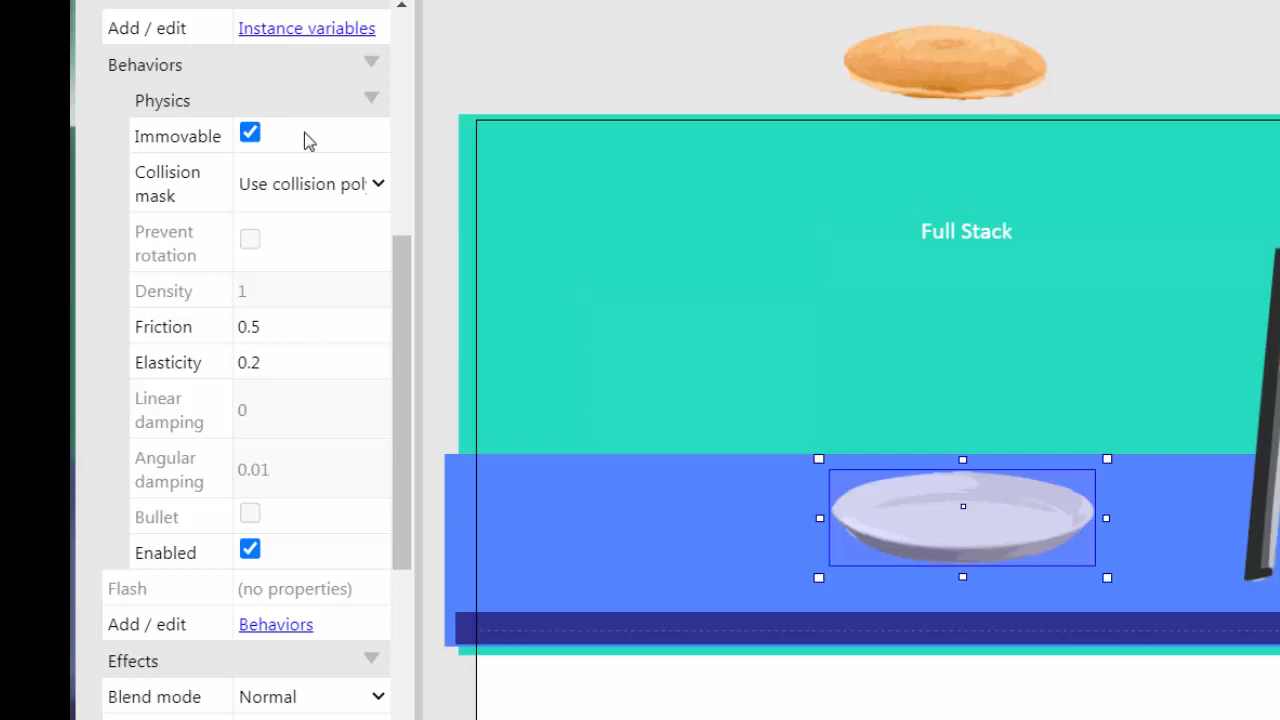 Add / edit Instance variables
Behaviors
Physics
Immovable
Collision mask Use collision pol
Prevent rotation
Density 1
Friction 0.5
Elasticity 0.2
Linear damping 0
Angular damping 0.01
Bullet
Enabled
Flash (no properties)
Add / edit Behaviors
Effects
Blend mode Normal
Full Stack